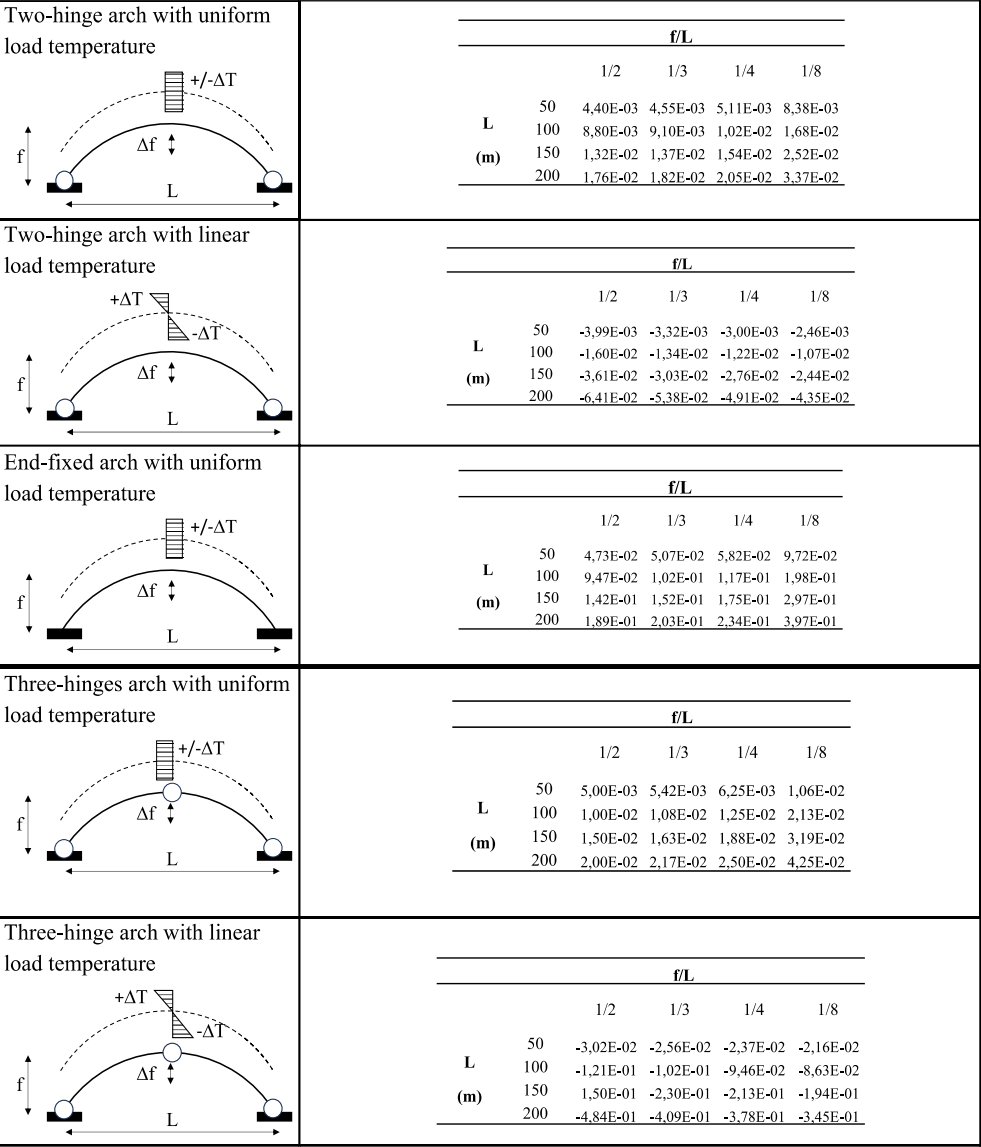 Two-hinge arch with uniform
load temperature
+/-ΔT
f
Δf
L
f/L
1/2 1/3 1/4 1/8
50 4,40E-03 4,55E-03 5,11E-03 8,38E-03
L 100 8,80E-03 9,10E-03 1,02E-02 1,68E-02
(m) 150 1,32E-02 1,37E-02 1,54E-02 2,52E-02
200 1,76E-02 1,82E-02 2,05E-02 3,37E-02
Two-hinge arch with linear
load temperature
+ΔT
-ΔT
f
Δf
L
f/L
1/2 1/3 1/4 1/8
50 -3,99E-03 -3,32E-03 -3,00E-03 -2,46E-03
L 100 -1,60E-02 -1,34E-02 -1,22E-02 -1,07E-02
(m) 150 -3,61E-02 -3,03E-02 -2,76E-02 -2,44E-02
200 -6,41E-02 -5,38E-02 -4,91E-02 -4,35E-02
End-fixed arch with uniform
load temperature
+/-ΔT
f
Δf
L
f/L
1/2 1/3 1/4 1/8
50 4,73E-02 5,07E-02 5,82E-02 9,72E-02
L 100 9,47E-02 1,02E-01 1,17E-01 1,98E-01
(m) 150 1,42E-01 1,52E-01 1,75E-01 2,97E-01
200 1,89E-01 2,03E-01 2,34E-01 3,97E-01
Three-hinges arch with uniform
load temperature
+/-ΔT
f
Δf
L
f/L
1/2 1/3 1/4 1/8
50 5,00E-03 5,42E-03 6,25E-03 1,06E-02
L 100 1,00E-02 1,08E-02 1,25E-02 2,13E-02
(m) 150 1,50E-02 1,63E-02 1,88E-02 3,19E-02
200 2,00E-02 2,17E-02 2,50E-02 4,25E-02
Three-hinge arch with linear
load temperature
+ΔT
-ΔT
f
Δf
L
f/L
1/2 1/3 1/4 1/8
50 -3,02E-02 -2,56E-02 -2,37E-02 -2,16E-02
L 100 -1,21E-01 -1,02E-01 -9,46E-02 -8,63E-02
(m) 150 1,50E-01 -2,30E-01 -2,13E-01 -1,94E-01
200 -4,84E-01 -4,09E-01 -3,78E-01 -3,45E-01